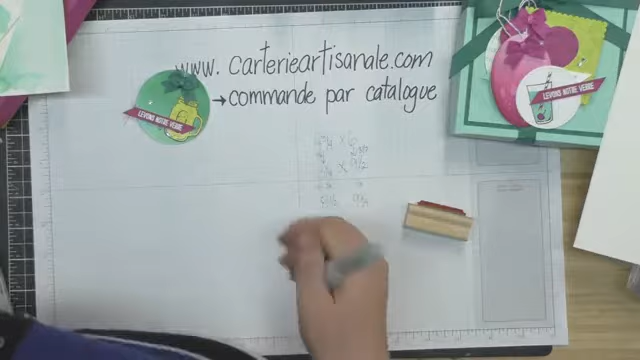 www. carterieartisanale.com
→ commande par catalogue
LEVONS NOTRE VERRE
LEVONS NOTRE VERRE